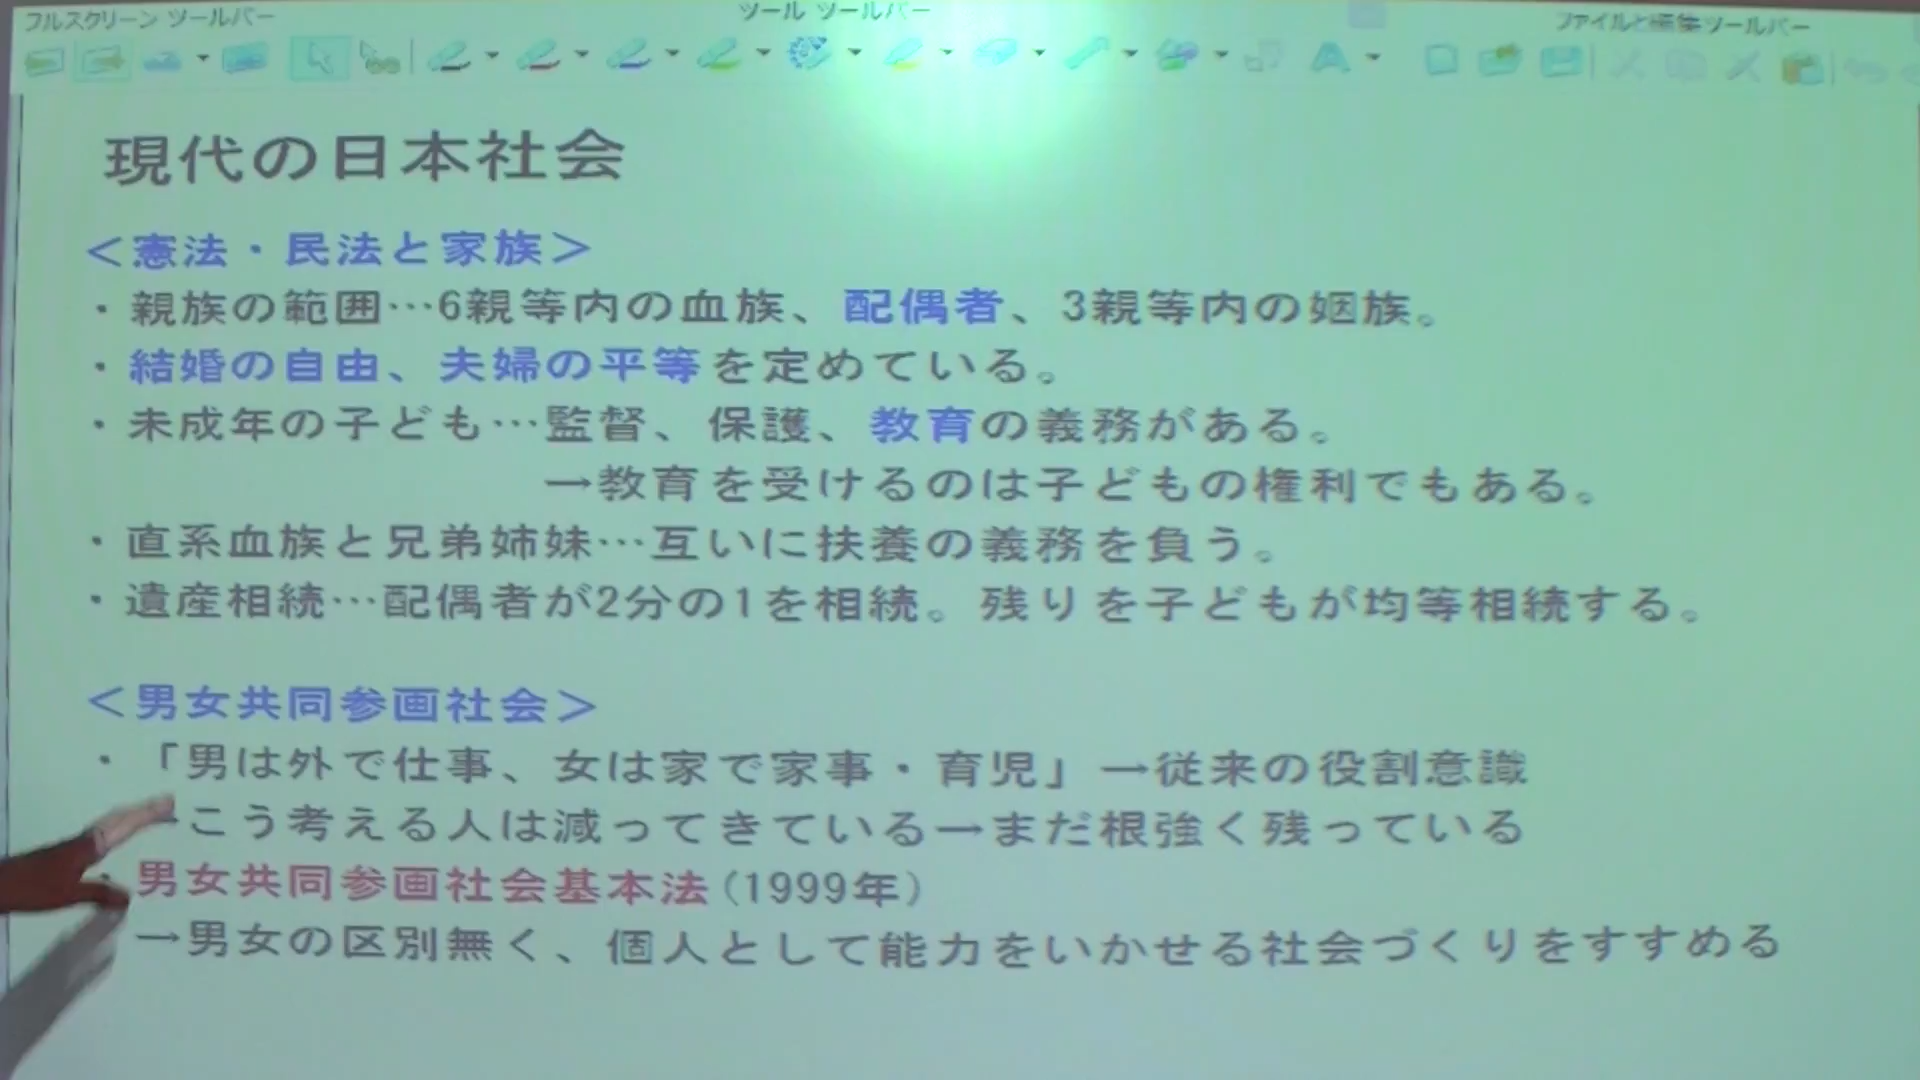 フルスクリーン ツールバー
ツール ツールバー
ファイルと編集ツールバー
現代の日本社会
＜憲法・民法と家族＞
・親族の範囲…6親等内の血族、配偶者、3親等内の姻族。
・結婚の自由、夫婦の平等を定めている。
・未成年の子ども…監督、保護、教育の義務がある。
→教育を受けるのは子どもの権利でもある。
・直系血族と兄弟姉妹…互いに扶養の義務を負う。
・遺産相続…配偶者が2分の1を相続。残りを子どもが均等相続する。
＜男女共同参画社会＞
・「男は外で仕事、女は家で家事・育児」→従来の役割意識
→こう考える人は減ってきている→まだ根強く残っている
・男女共同参画社会基本法(1999年)
→男女の区別無く、個人として能力をいかせる社会づくりをすすめる